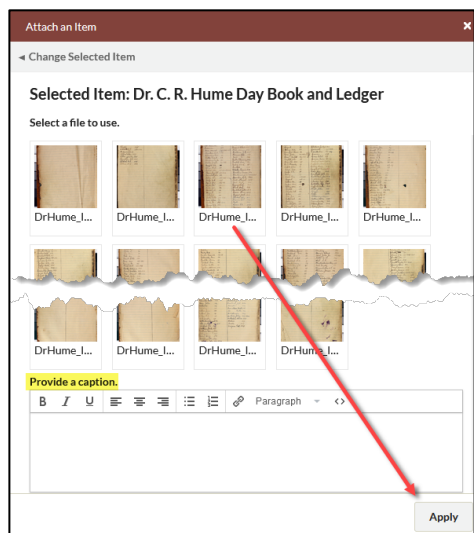 Attach an Item ×
◂ Change Selected Item
Selected Item: Dr. C. R. Hume Day Book and Ledger
Select a file to use.
DrHume_I... DrHume_I... DrHume_I... DrHume_I... DrHume_I...
DrHume_I... DrHume_I... DrHume_I... DrHume_I...
Provide a caption.
B I U Paragraph <>
Apply